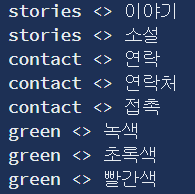 stories <> 이야기
stories <> 소설
contact <> 연락
contact <> 연락처
contact <> 접촉
green <> 녹색
green <> 초록색
green <> 빨간색